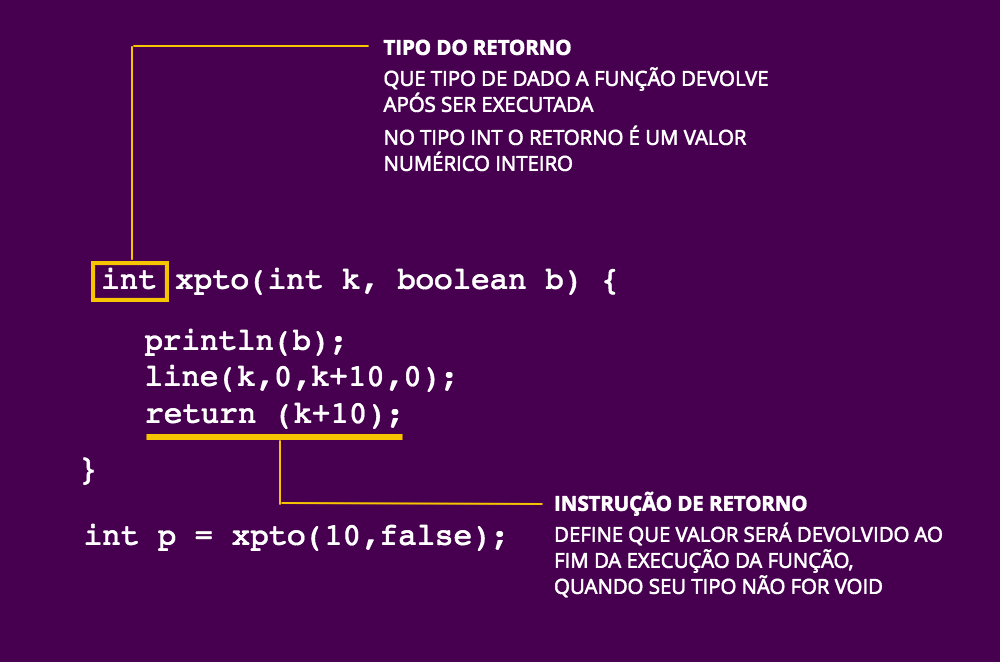 TIPO DO RETORNO
QUE TIPO DE DADO A FUNÇÃO DEVOLVE
APÓS SER EXECUTADA
NO TIPO INT O RETORNO É UM VALOR
NUMÉRICO INTEIRO
int xpto(int k, boolean b) {
println(b);
line(k,0,k+10,0);
return (k+10);
}
int p = xpto(10,false);
INSTRUÇÃO DE RETORNO
DEFINE QUE VALOR SERÁ DEVOLVIDO AO
FIM DA EXECUÇÃO DA FUNÇÃO,
QUANDO SEU TIPO NÃO FOR VOID